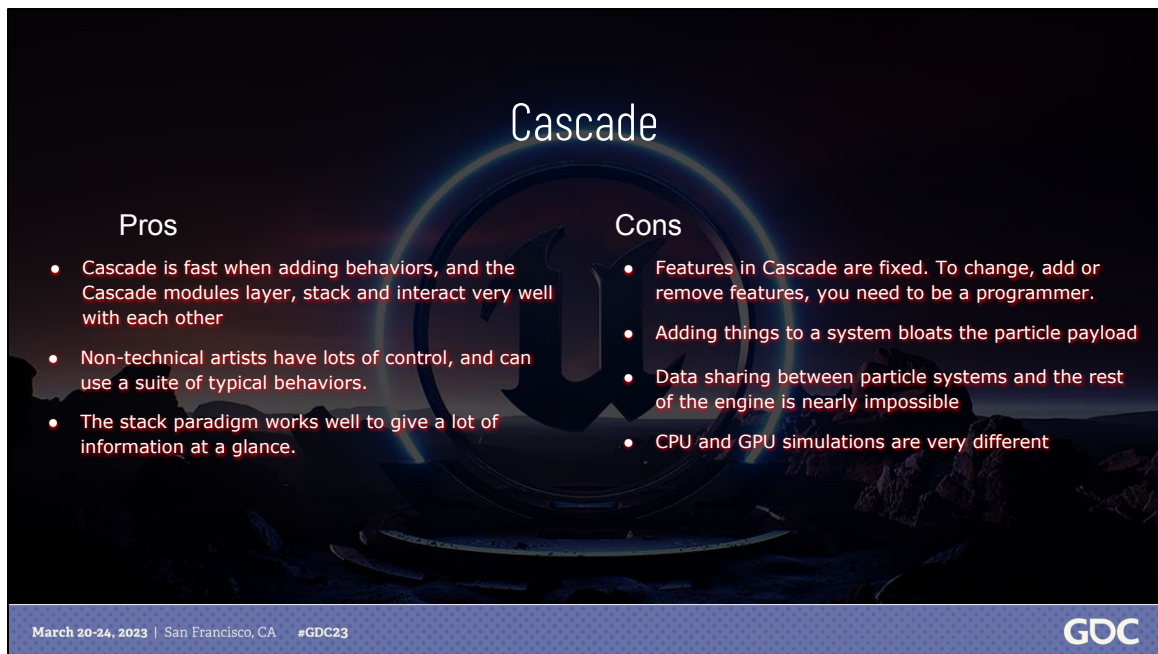 Cascade
Pros
● Cascade is fast when adding behaviors, and the
Cascade modules layer, stack and interact very well
with each other
● Non-technical artists have lots of control, and can
use a suite of typical behaviors.
● The stack paradigm works well to give a lot of
information at a glance.
Cons
● Features in Cascade are fixed. To change, add or
remove features, you need to be a programmer.
● Adding things to a system bloats the particle payload
● Data sharing between particle systems and the rest
of the engine is nearly impossible
● CPU and GPU simulations are very different
March 20-24, 2023 | San Francisco, CA #GDC23
GDC